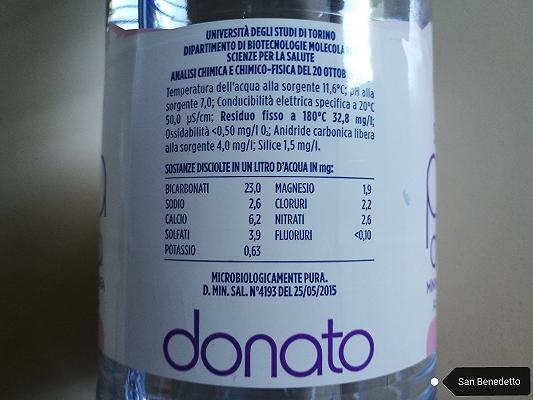 UNIVERSITÀ DEGLI STUDI DI TORINO
DIPARTIMENTO DI BIOTECNOLOGIE MOLECOLARI E
SCIENZE PER LA SALUTE
ANALISI CHIMICA E CHIMICO-FISICA DEL 20 OTTOBRE
Temperatura dell'acqua alla sorgente 11,6°C; pH alla
sorgente 7,0; Conducibilità elettrica specifica a 20°C
50,0 µS/cm; Residuo fisso a 180°C 32,8 mg/l;
Ossidabilità <0,50 mg/l O₂; Anidride carbonica libera
alla sorgente 4,0 mg/l; Silice 1,5 mg/l.
SOSTANZE DISCIOLTE IN UN LITRO D'ACQUA IN mg:
BICARBONATI 23,0 MAGNESIO 1,9
SODIO 2,6 CLORURI 2,2
CALCIO 6,2 NITRATI 2,6
SOLFATI 3,9 FLUORURI <0,10
POTASSIO 0,63
MICROBIOLOGICAMENTE PURA.
D. MIN. SAL. N°4193 DEL 25/05/2015
donato
San Benedetto